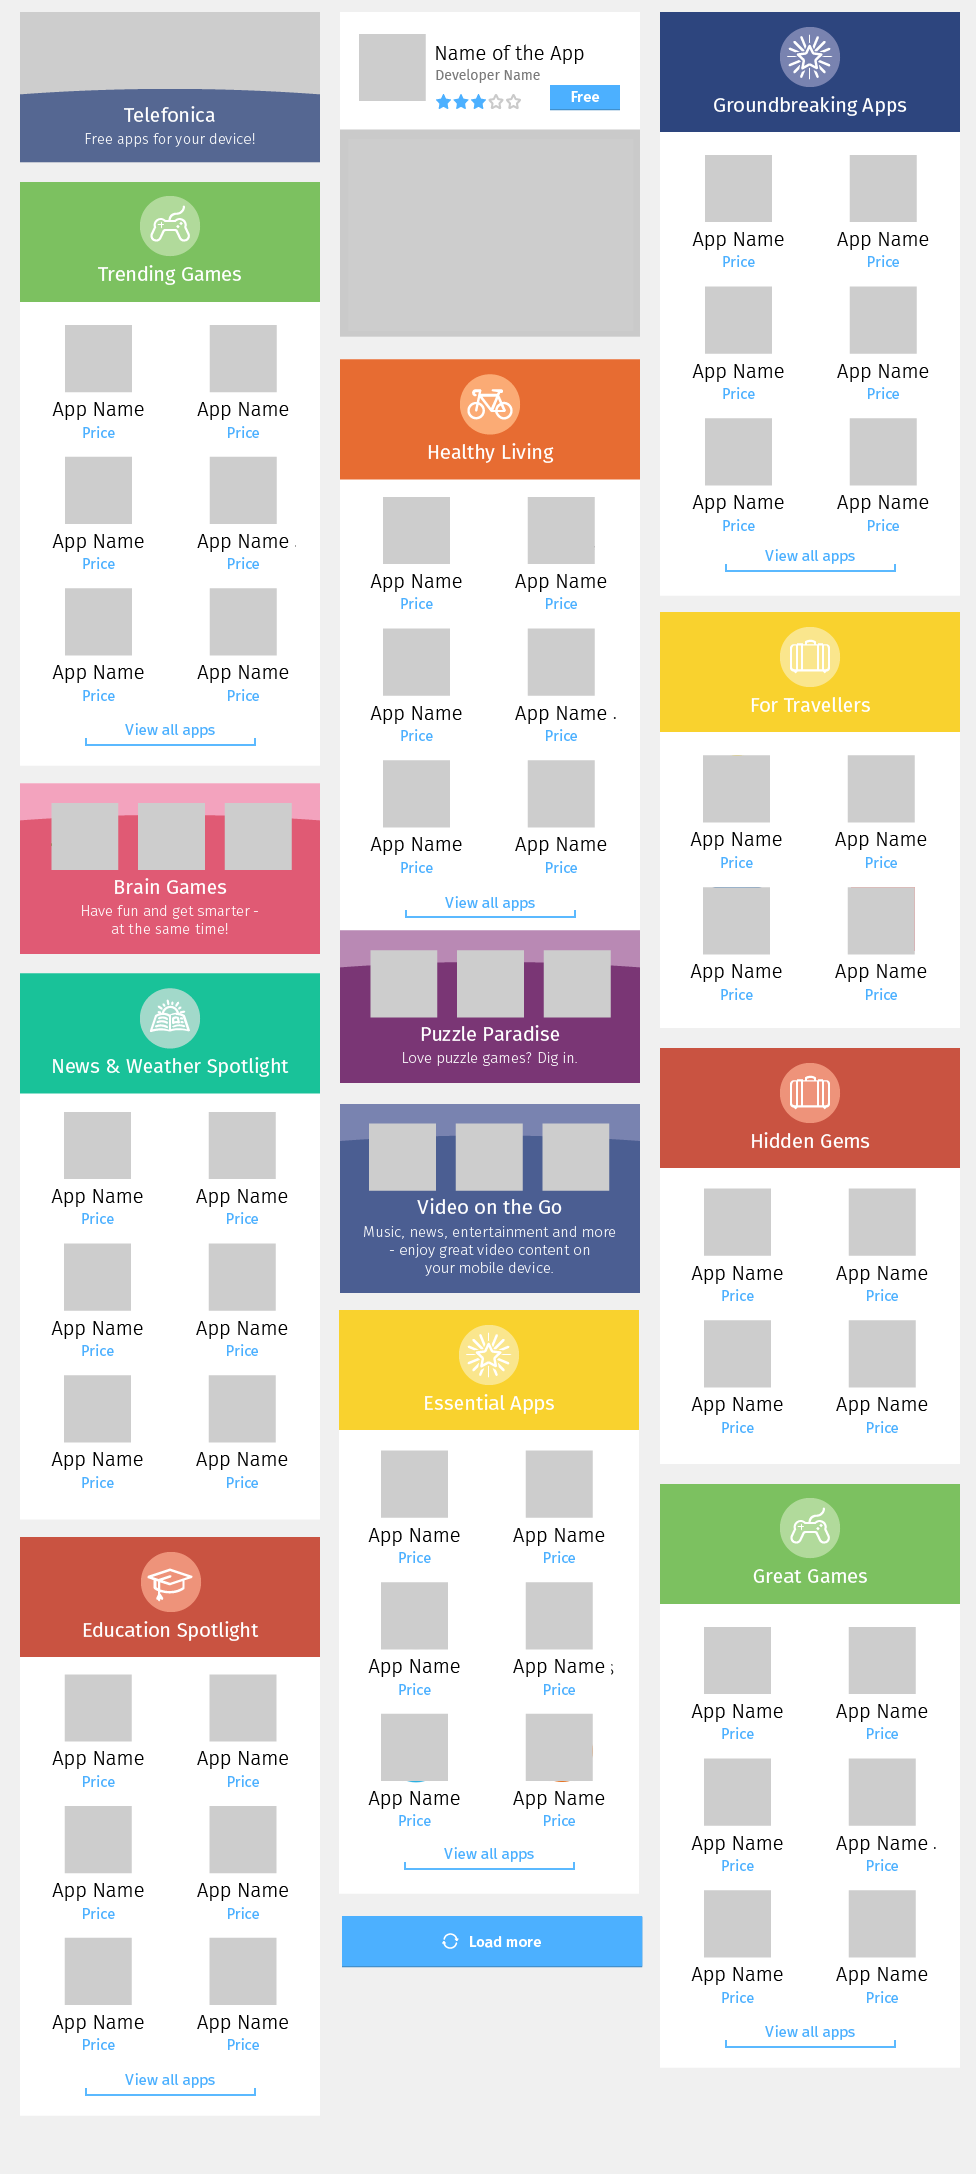 Telefonica
Free apps for your device!
Trending Games
App Name App Name
Price Price
App Name App Name
Price Price
App Name App Name
Price Price
View all apps
Brain Games
Have fun and get smarter -
at the same time!
News & Weather Spotlight
App Name App Name
Price Price
App Name App Name
Price Price
App Name App Name
Price Price
Education Spotlight
App Name App Name
Price Price
App Name App Name
Price Price
App Name App Name
Price Price
View all apps
Name of the App
Developer Name
Free
Healthy Living
App Name App Name
Price Price
App Name App Name
Price Price
App Name App Name
Price Price
View all apps
Puzzle Paradise
Love puzzle games? Dig in.
Video on the Go
Music, news, entertainment and more
- enjoy great video content on
your mobile device.
Essential Apps
App Name App Name
Price Price
App Name App Name
Price Price
App Name App Name
Price Price
View all apps
Load more
Groundbreaking Apps
App Name App Name
Price Price
App Name App Name
Price Price
App Name App Name
Price Price
View all apps
For Travellers
App Name App Name
Price Price
App Name App Name
Price Price
Hidden Gems
App Name App Name
Price Price
App Name App Name
Price Price
Great Games
App Name App Name
Price Price
App Name App Name
Price Price
App Name App Name
Price Price
View all apps